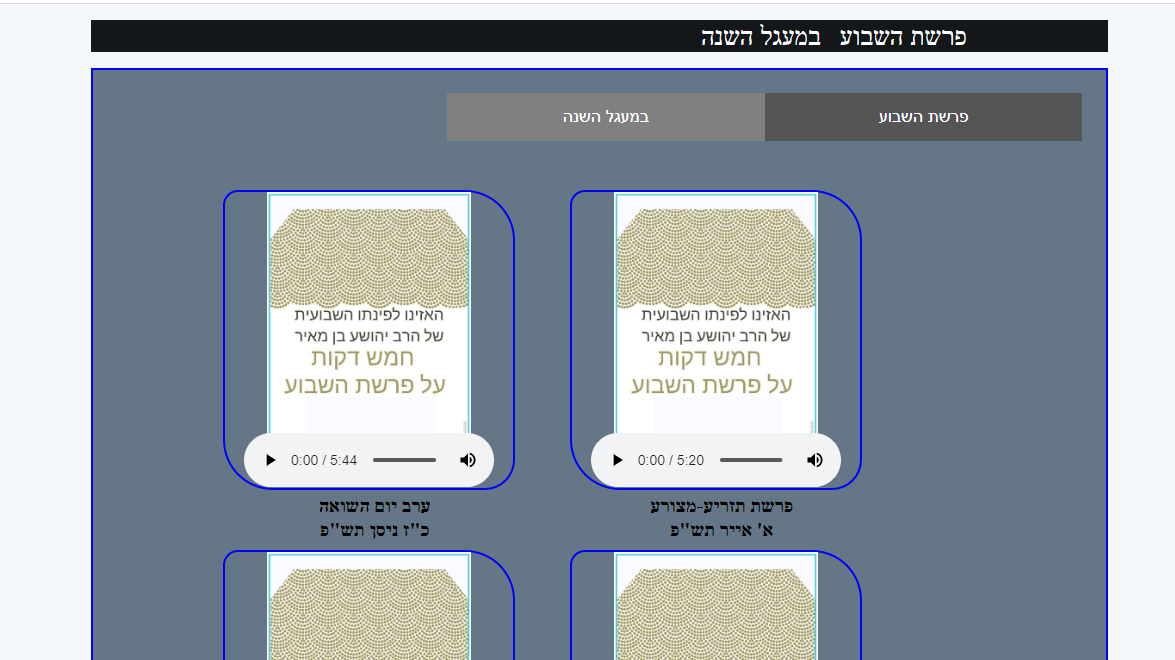 פרשת השבוע במעגל השנה
פרשת השבוע
במעגל השנה
האזינו לפינתו השבועית
של הרב יהושע בן מאיר
חמש דקות
על פרשת השבוע
0:00 / 5:20
פרשת תזריע-מצורע
א' אייר תש"פ
האזינו לפינתו השבועית
של הרב יהושע בן מאיר
חמש דקות
על פרשת השבוע
0:00 / 5:44
ערב יום השואה
כ"ז ניסן תש"פ